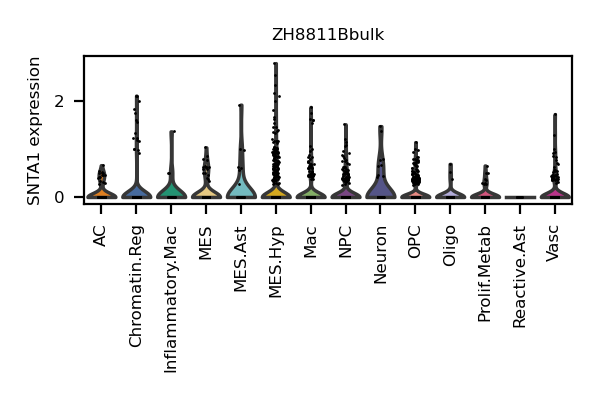 ZH8811Bbulk
SNTA1 expression
2
0
AC
Chromatin.Reg
Inflammatory.Mac
MES
MES.Ast
MES.Hyp
Mac
NPC
Neuron
OPC
Oligo
Prolif.Metab
Reactive.Ast
Vasc